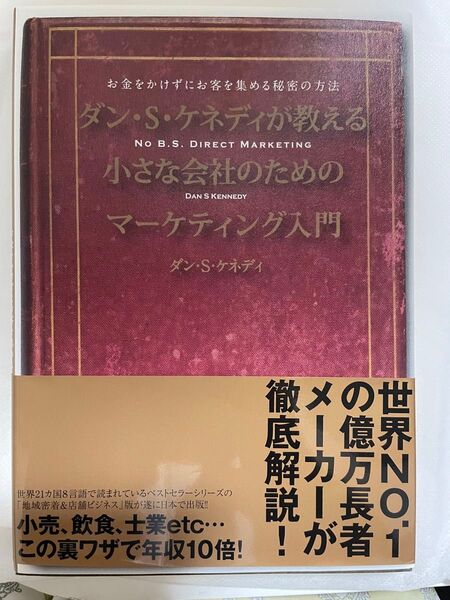 お金をかけずにお客を集める秘密の方法
ダン・S・ケネディが教える
NO B.S. DIRECT MARKETING
小さな会社のための
DAN S KENNEDY
マーケティング入門
ダン・S・ケネディ
世界NO.1
の億万長者
メーカーが
徹底解説!
世界21カ国8言語で読まれているベストセラーシリーズの
「地域密着&店舗ビジネス」版が遂に日本で出版!!
小売、飲食、士業etc…
この裏ワザで年収10倍!